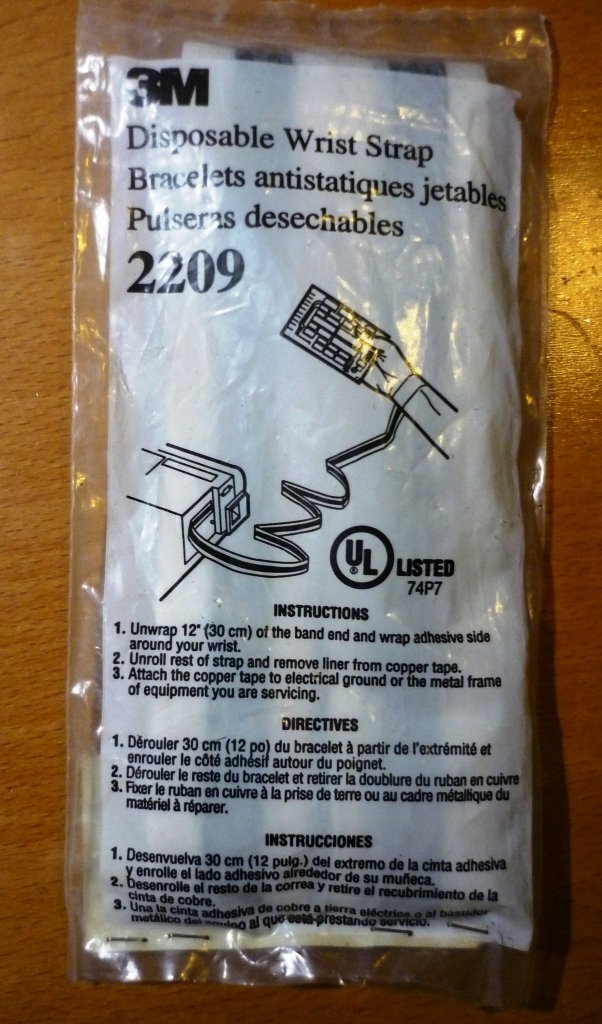 3M
Disposable Wrist Strap
Bracelets antistatiques jetables
Pulseras desechables
2209
UL
®
LISTED
74P7
INSTRUCTIONS
1. Unwrap 12" (30 cm) of the band end and wrap adhesive side
around your wrist.
2. Unroll rest of strap and remove liner from copper tape.
3. Attach the copper tape to electrical ground or the metal frame
of equipment you are servicing.
DIRECTIVES
1. Dérouler 30 cm (12 po) du bracelet à partir de l'extrémité et
enrouler le côté adhésif autour du poignet.
2. Dérouler le reste du bracelet et retirer la doublure du ruban en cuivre
3. Fixer le ruban en cuivre à la prise de terre ou au cadre métallique du
matériel à réparer.
INSTRUCCIONES
1. Desenvuelva 30 cm (12 pulg.) del extremo de la cinta adhesiva
y enrolle el lado adhesivo alrededor de su muñeca.
2. Desenrolle el resto de la correa y retire el recubrimiento de la
cinta de cobre.
3. Una la cinta adhesiva de cobre a tierra eléctrica o al bastidor
metálico del equipo al que está prestando servicio.